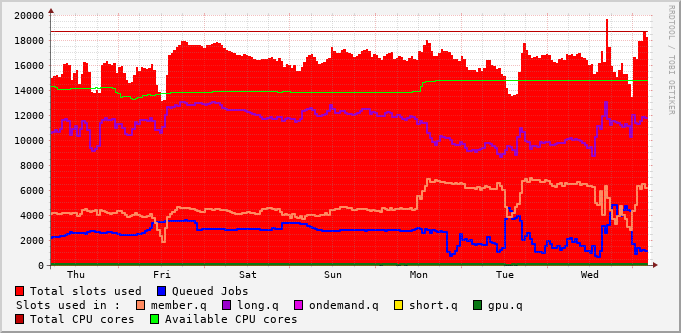 20000
18000
16000
14000
12000
10000
8000
6000
4000
2000
0
Thu Fri Sat Sun Mon Tue Wed
Total slots used Queued Jobs
Slots used in : member.q long.q ondemand.q short.q gpu.q
Total CPU cores Available CPU cores
RRDTOOL / TOBI OETIKER